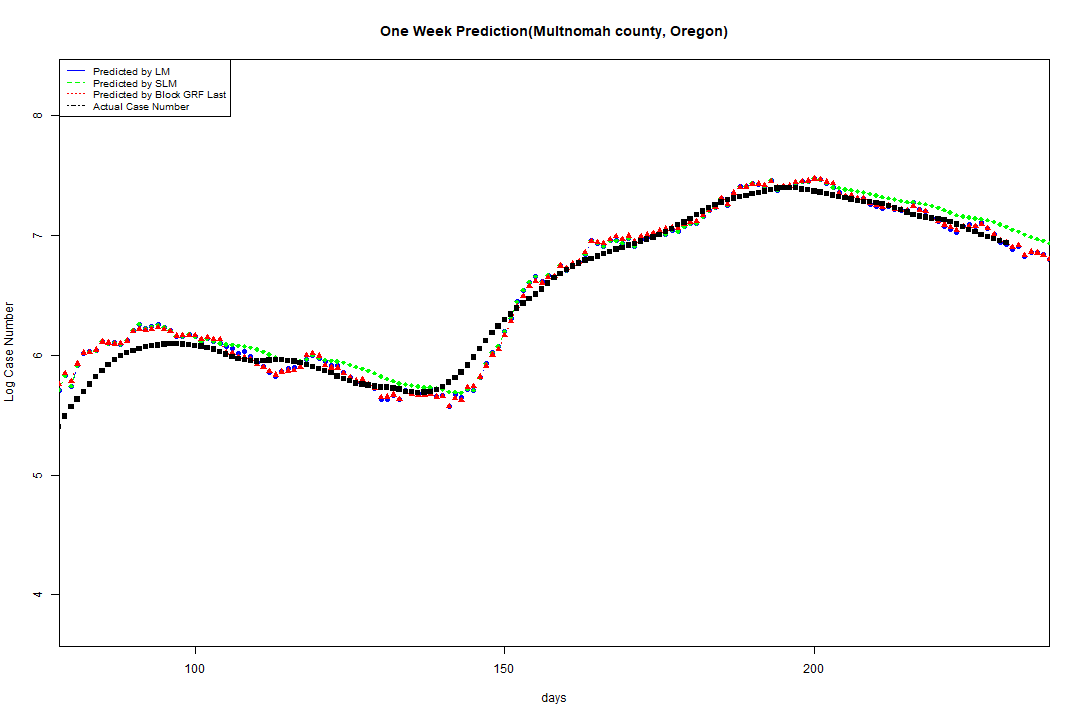 One Week Prediction(Multnomah county, Oregon)
Predicted by LM
Predicted by SLM
Predicted by Block GRF Last
Actual Case Number
8
7
6
5
4
Log Case Number
100 150 200
days